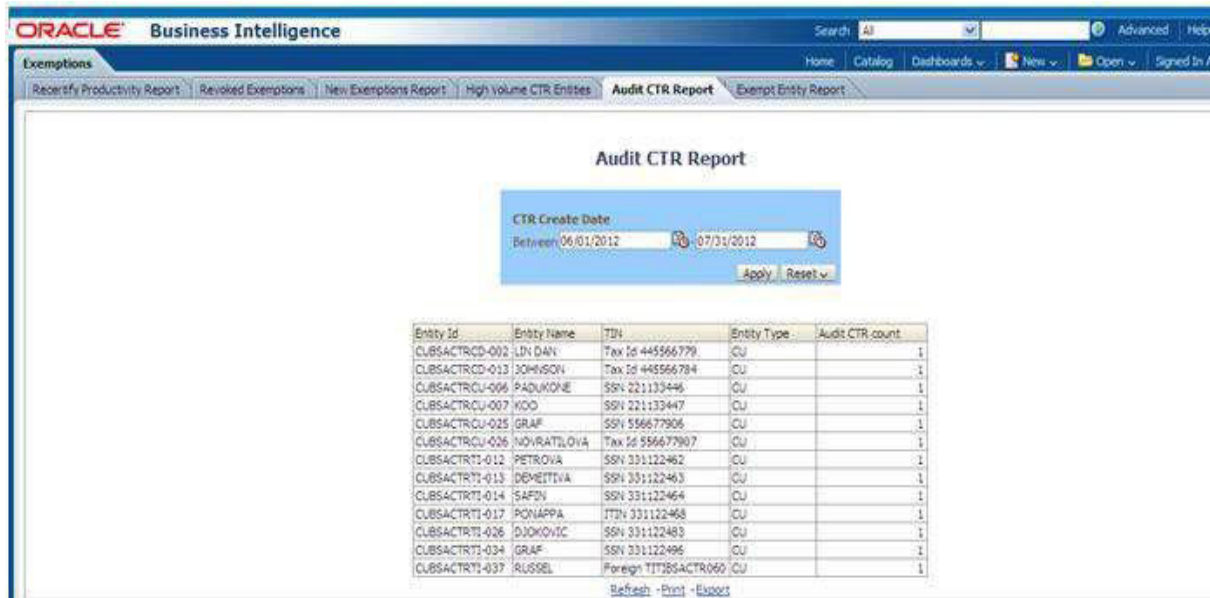 ORACLE Business Intelligence Search All Advanced Help
Exemptions Home Catalog Dashboards New Open Signed In A
Recertify Productivity Report Revoked Exemptions New Exemptions Report High Volume CTR Entities Audit CTR Report Exempt Entity Report
Audit CTR Report
CTR Create Date
Between 06/01/2012 - 07/31/2012
Apply Reset
Entity Id Entity Name TIN Entity Type Audit CTR count
CUBSACTRCD-002 LIN DAN Tax Id 445566779 CU 1
CUBSACTRCD-013 JOHNSON Tax Id 445566784 CU 1
CUBSACTRCU-006 PADUKONE SSN 221133446 CU 1
CUBSACTRCU-007 KOO SSN 221133447 CU 1
CUBSACTRCU-025 GRAF SSN 556677906 CU 1
CUBSACTRCU-026 NOVRATILOVA Tax Id 556677907 CU 1
CUBSACTRTI-012 PETROVA SSN 331122462 CU 1
CUBSACTRTI-013 DEMEITIVA SSN 331122463 CU 1
CUBSACTRTI-014 SAFIN SSN 331122464 CU 1
CUBSACTRTI-017 PONAPPA ITIN 331122468 CU 1
CUBSACTRTI-026 DJOKOVIC SSN 331122483 CU 1
CUBSACTRTI-034 GRAF SSN 331122496 CU 1
CUBSACTRTI-037 RUSSEL Foreign TITIBSACTR060 CU 1
Refresh - Print - Export